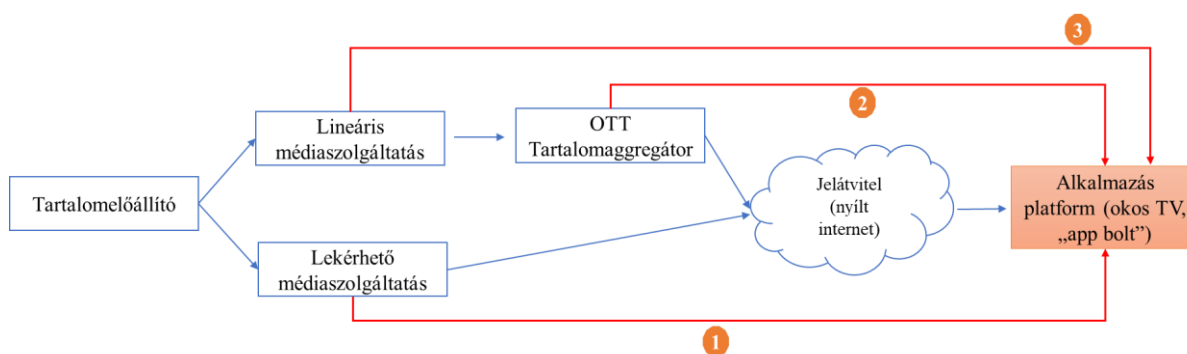 3
2
Lineáris
médiaszolgáltatás
OTT
Tartalomaggregátor
Tartalomelőállító
Jelátvitel
(nyílt
internet)
Alkalmazás
platform (okos TV,
„app bolt”)
Lekérhető
médiaszolgáltatás
1